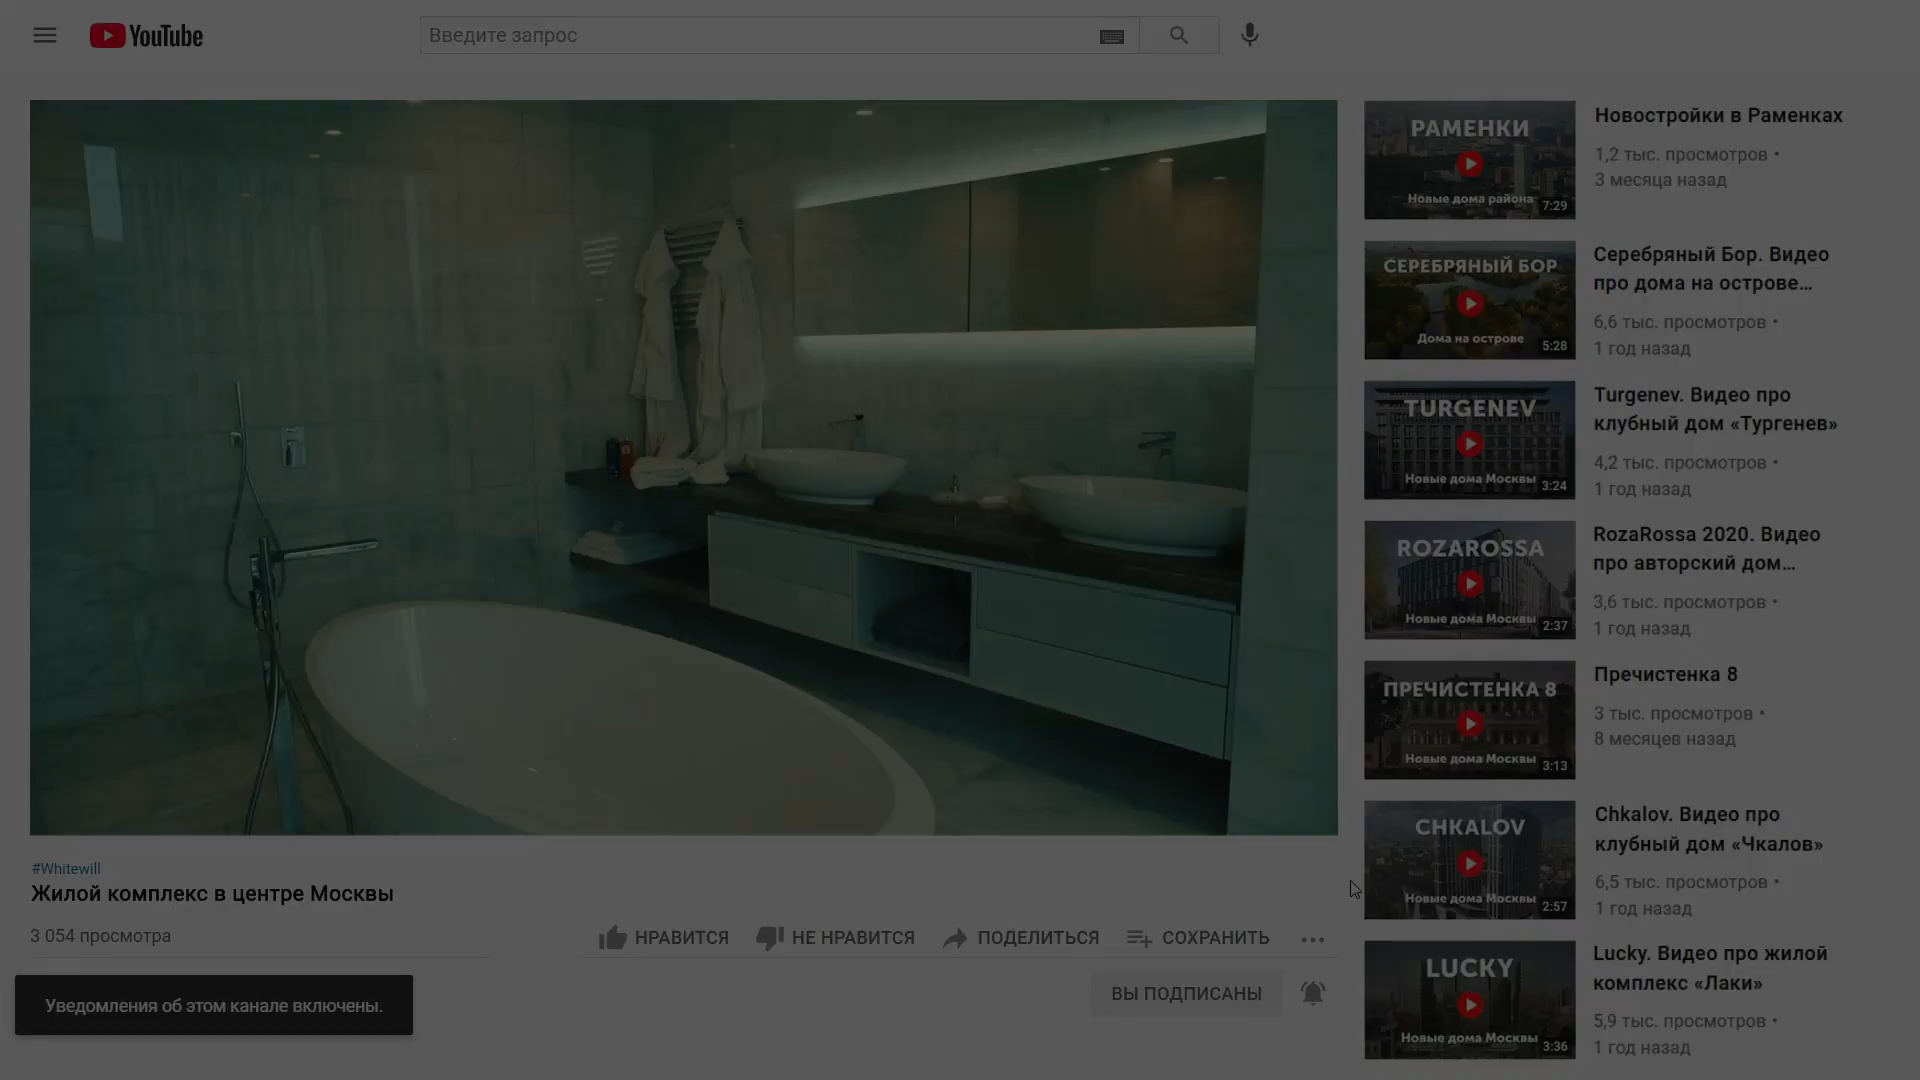 YouTube
Введите запрос
#Whitewill
Жилой комплекс в центре Москвы
3 054 просмотра
НРАВИТСЯ
НЕ НРАВИТСЯ
ПОДЕЛИТЬСЯ
СОХРАНИТЬ
Уведомления об этом канале включены.
ВЫ ПОДПИСАНЫ
РАМЕНКИ
Новые дома района
7:29
Новостройки в Раменках
1,2 тыс. просмотров •
3 месяца назад
СЕРЕБРЯНЫЙ БОР
Дома на острове
5:28
Серебряный Бор. Видео
про дома на острове…
6,6 тыс. просмотров •
1 год назад
TURGENEV
Новые дома Москвы
3:24
Turgenev. Видео про
клубный дом «Тургенев»
4,2 тыс. просмотров •
1 год назад
ROZAROSSA
Новые дома Москвы
2:37
RozaRossa 2020. Видео
про авторский дом…
3,6 тыс. просмотров •
1 год назад
ПРЕЧИСТЕНКА 8
Новые дома Москвы
3:13
Пречистенка 8
3 тыс. просмотров •
8 месяцев назад
CHKALOV
Новые дома Москвы
2:57
Chkalov. Видео про
клубный дом «Чкалов»
6,5 тыс. просмотров •
1 год назад
LUCKY
Новые дома Москвы
3:36
Lucky. Видео про жилой
комплекс «Лаки»
5,9 тыс. просмотров •
1 год назад